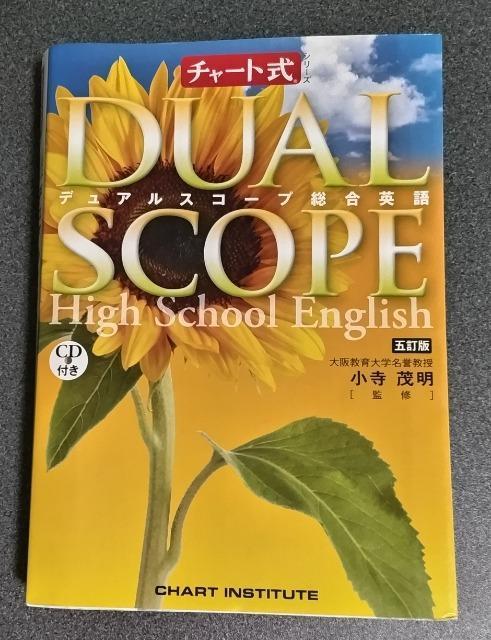 チャート式
シリーズ
DUAL
デュアルスコープ総合英語
SCOPE
High School English
CD
付き
五訂版
大阪教育大学名誉教授
小寺 茂明
[監修]
CHART INSTITUTE